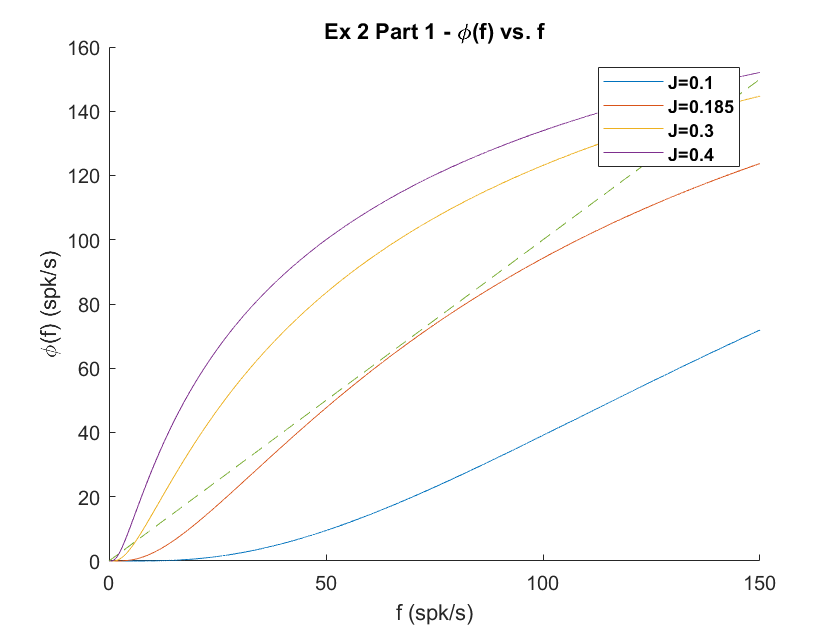 Ex 2 Part 1 - ϕ(f) vs. f
160
140
120
100
80
60
40
20
0
ϕ(f) (spk/s)
J=0.1
J=0.185
J=0.3
J=0.4
0 50 100 150
f (spk/s)